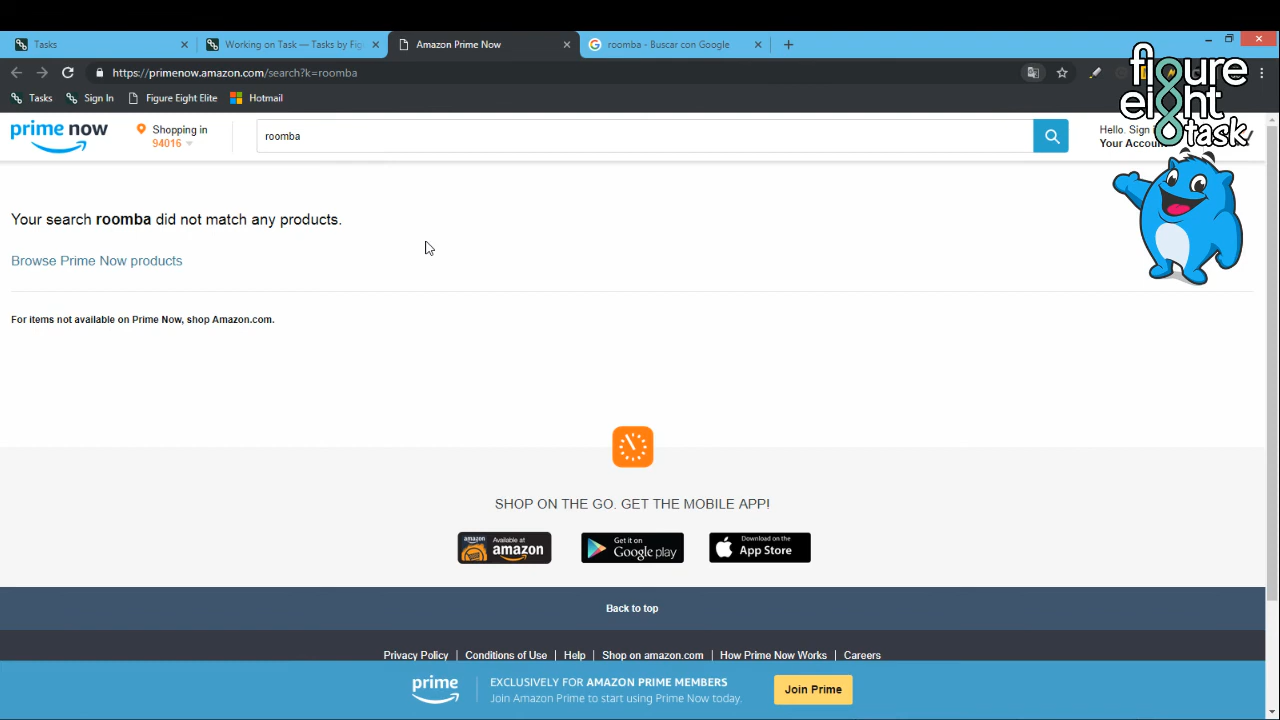 Tasks
Working on Task — Tasks by Fig
Amazon Prime Now
roomba - Buscar con Google
https://primenow.amazon.com/search?k=roomba
Tasks
Sign In
Figure Eight Elite
Hotmail
figure
eight
task
prime now
Shopping in
94016
roomba
Hello. Sign i
Your Accou
Your search roomba did not match any products.
Browse Prime Now products
For items not available on Prime Now, shop Amazon.com.
SHOP ON THE GO. GET THE MOBILE APP!
amazon
Available at
amazon
Get it on
Google play
Download on the
App Store
Back to top
Privacy Policy | Conditions of Use | Help | Shop on amazon.com | How Prime Now Works | Careers
prime
EXCLUSIVELY FOR AMAZON PRIME MEMBERS
Join Amazon Prime to start using Prime Now today.
Join Prime